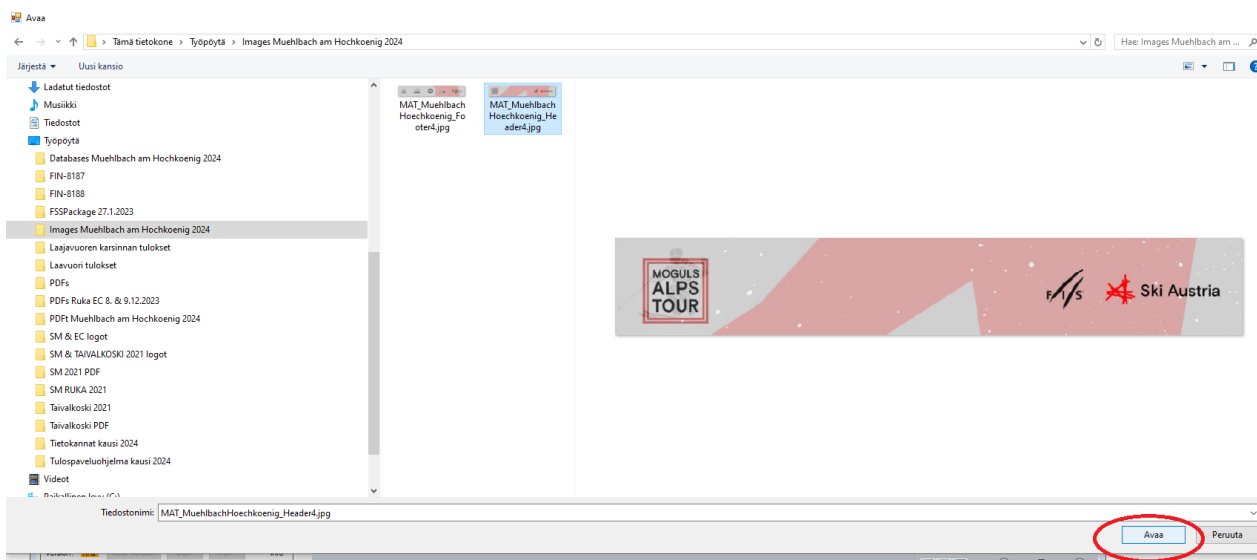 Avaa
Tämä tietokone › Työpöytä › Images Muehlbach am Hochkoenig 2024
Hae: Images Muehlbach am ...
Järjestä
Uusi kansio
Ladatut tiedostot
Musiikki
Tiedostot
Työpöytä
Databases Muehlbach am Hochkoenig 2024
FIN-8187
FIN-8188
FSSPackage 27.1.2023
Images Muehlbach am Hochkoenig 2024
Laajavuoren karsinnan tulokset
Laavuori tulokset
PDFs
PDFs Ruka EC 8. & 9.12.2023
PDFt Muehlbach am Hochkoenig 2024
SM & EC logot
SM & TAIVALKOSKI 2021 logot
SM 2021 PDF
SM RUKA 2021
Taivalkoski 2021
Taivalkoski PDF
Tietokannat kausi 2024
Tulospaveluohjelma kausi 2024
Videot
Paikallinen levy (C:)
MAT_Muehlbach
Hoechkoenig_Fo
oter4.jpg
MAT_Muehlbach
Hoechkoenig_He
ader4.jpg
MOGULS
ALPS
TOUR
F/I/S
Ski Austria
Tiedostonimi:
MAT_MuehlbachHoechkoenig_Header4.jpg
Avaa
Peruuta